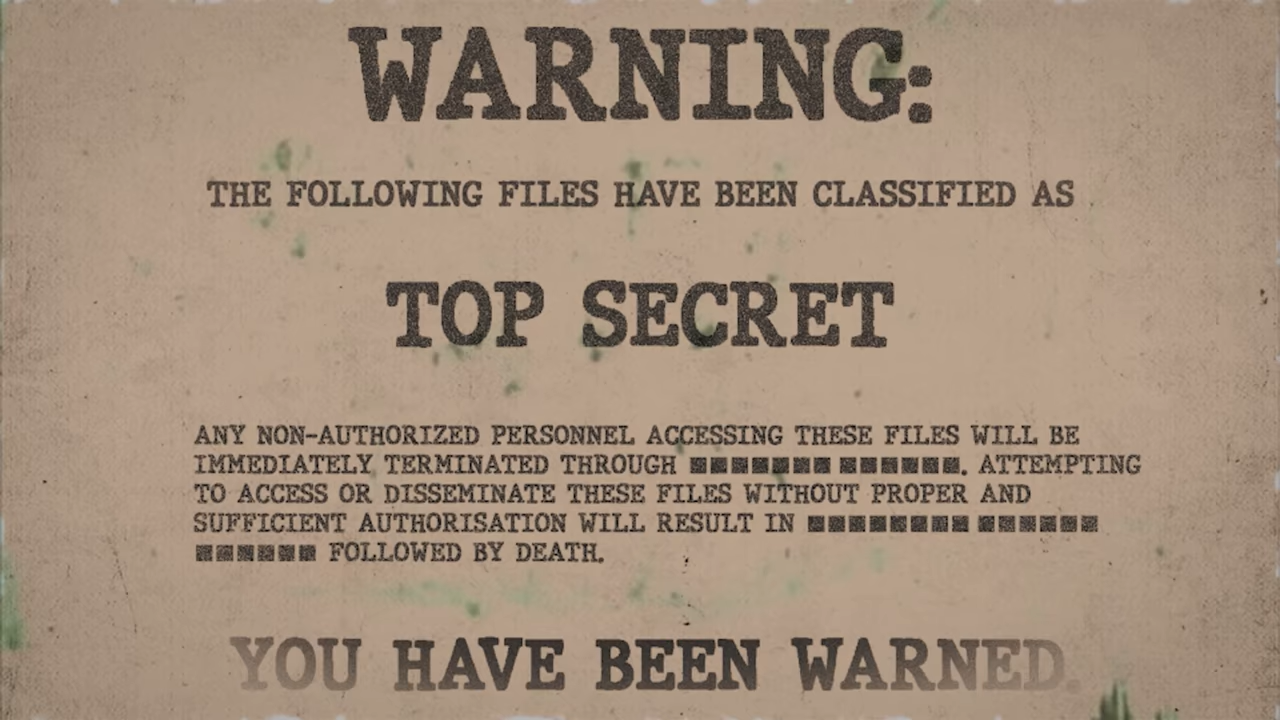 WARNING:
THE FOLLOWING FILES HAVE BEEN CLASSIFIED AS
TOP SECRET
ANY NON-AUTHORIZED PERSONNEL ACCESSING THESE FILES WILL BE
IMMEDIATELY TERMINATED THROUGH ■■■■■■■ ■■■■■■. ATTEMPTING
TO ACCESS OR DISSEMINATE THESE FILES WITHOUT PROPER AND
SUFFICIENT AUTHORISATION WILL RESULT IN ■■■■■■■■ ■■■■■■
■■■■■■ FOLLOWED BY DEATH.
YOU HAVE BEEN WARNED.